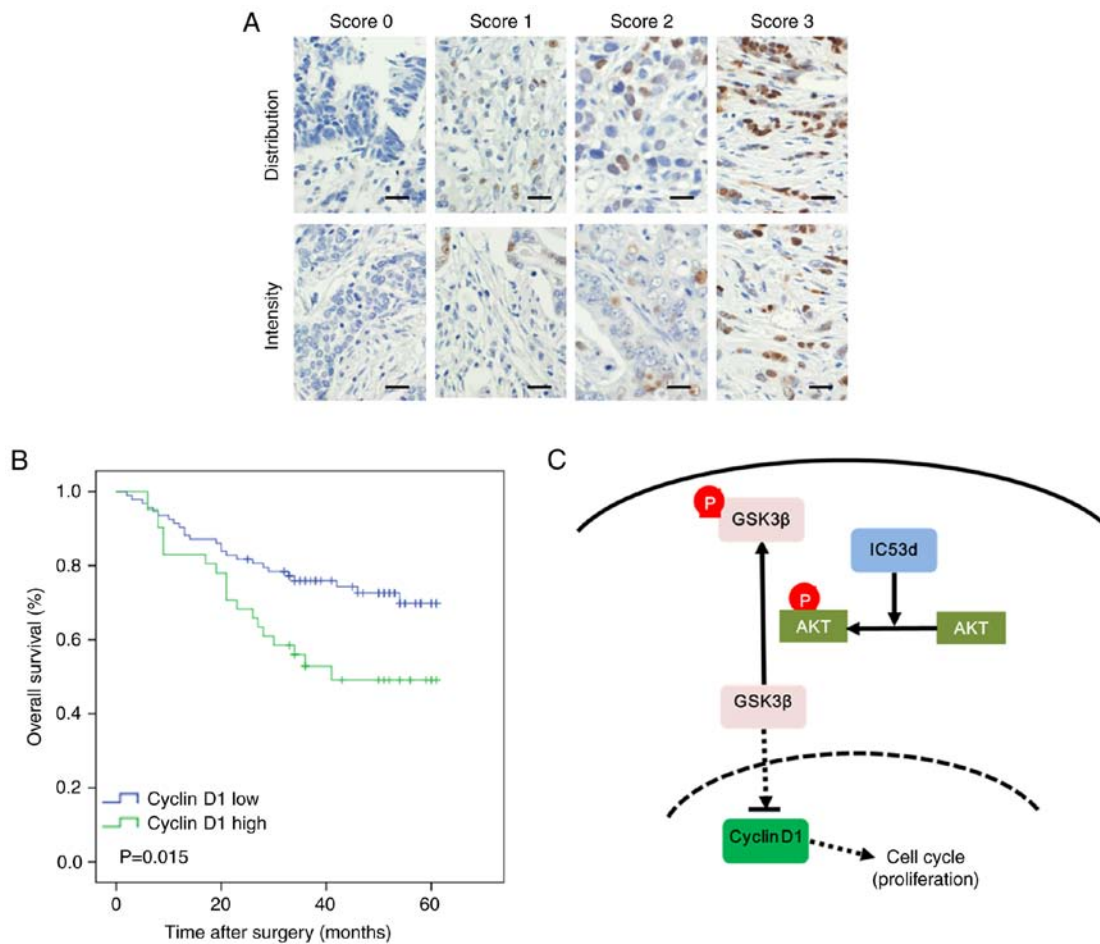 A
Score 0
Score 1
Score 2
Score 3
Distribution
Intensity
B
Overall survival (%)
1.0
0.8
0.6
0.4
0.2
0.0
Cyclin D1 low
Cyclin D1 high
P=0.015
0
20
40
60
Time after surgery (months)
C
P
GSK3β
IC53d
P
AKT
AKT
GSK3β
Cyclin D1
Cell cycle
(proliferation)